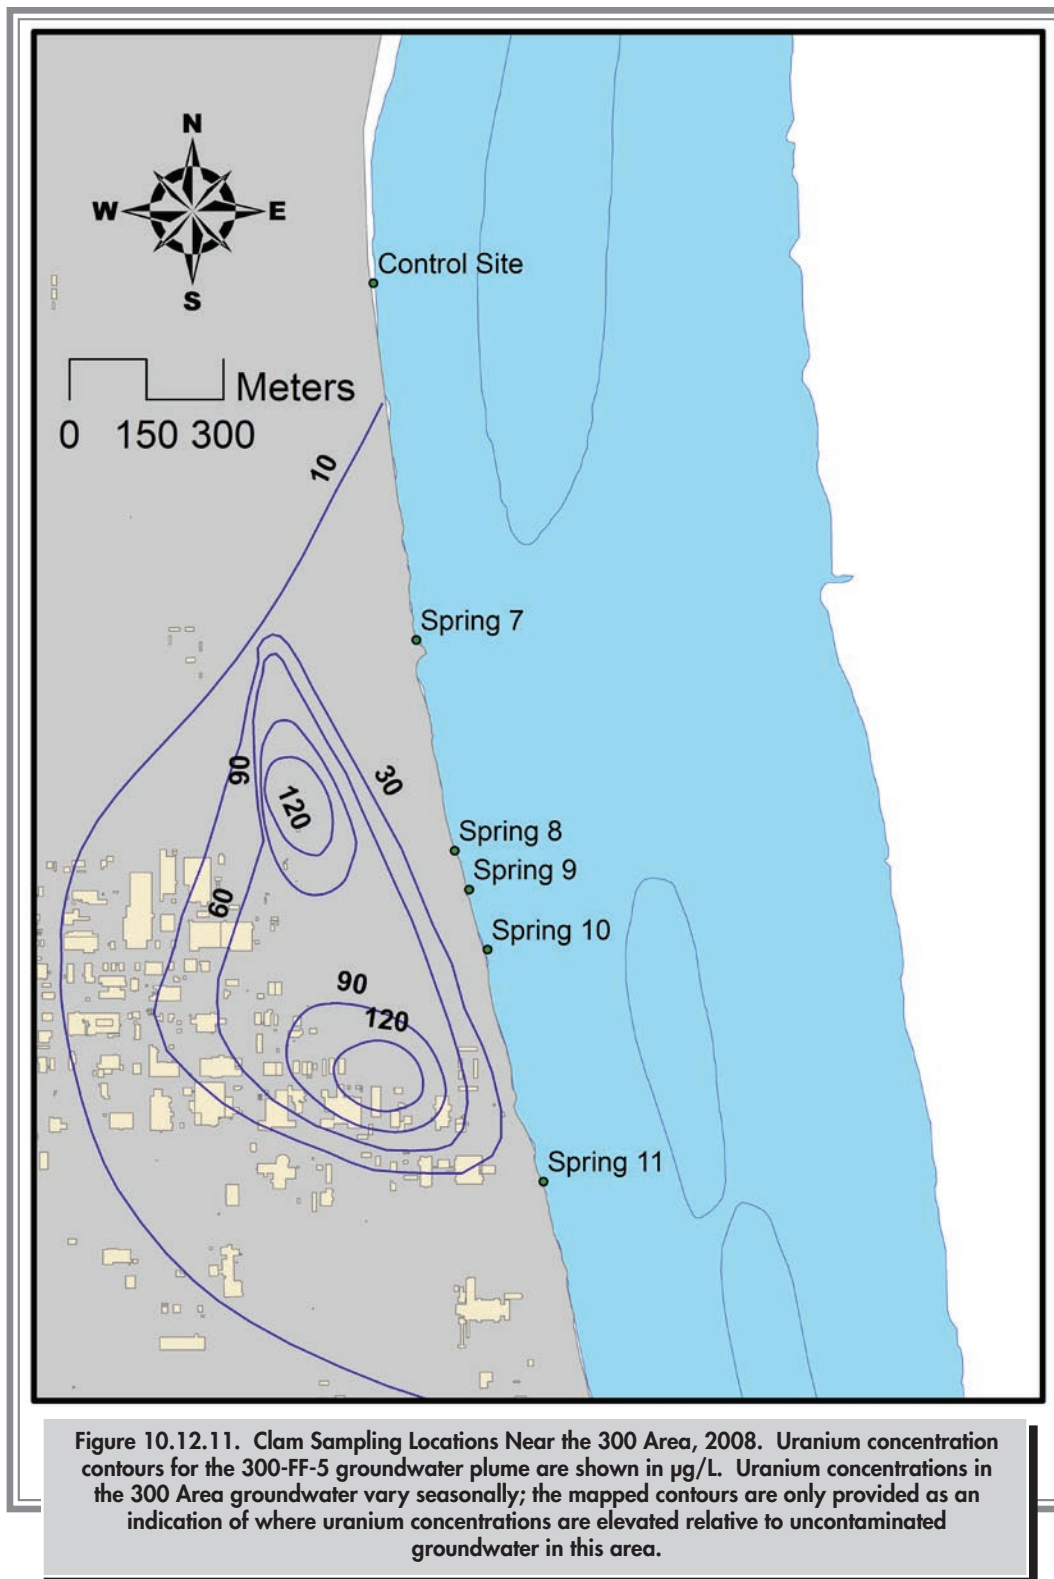 N
W E
S
Control Site
Meters
0 150 300
10
Spring 7
90
30
120
Spring 8
Spring 9
60
Spring 10
90
120
Spring 11
Figure 10.12.11. Clam Sampling Locations Near the 300 Area, 2008. Uranium concentration
contours for the 300-FF-5 groundwater plume are shown in µg/L. Uranium concentrations in
the 300 Area groundwater vary seasonally; the mapped contours are only provided as an
indication of where uranium concentrations are elevated relative to uncontaminated
groundwater in this area.